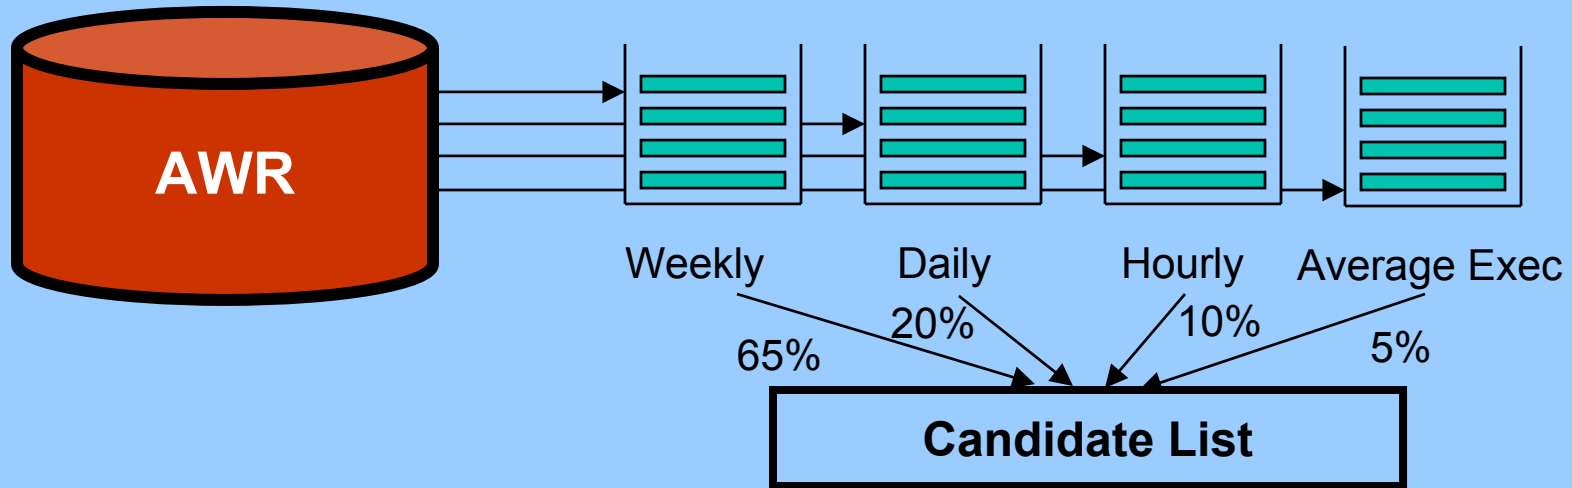 AWR
Weekly
Daily
Hourly
Average Exec
65%
20%
10%
5%
Candidate List